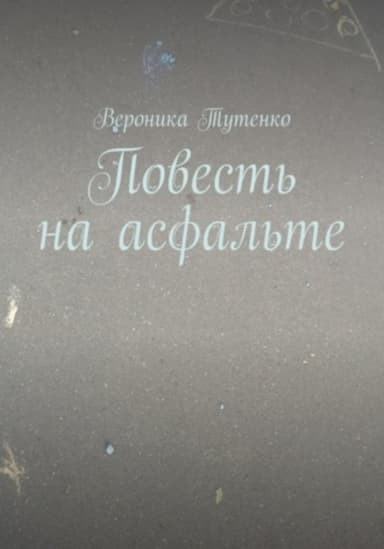 Вероника Тутенко
Повесть
на асфальте